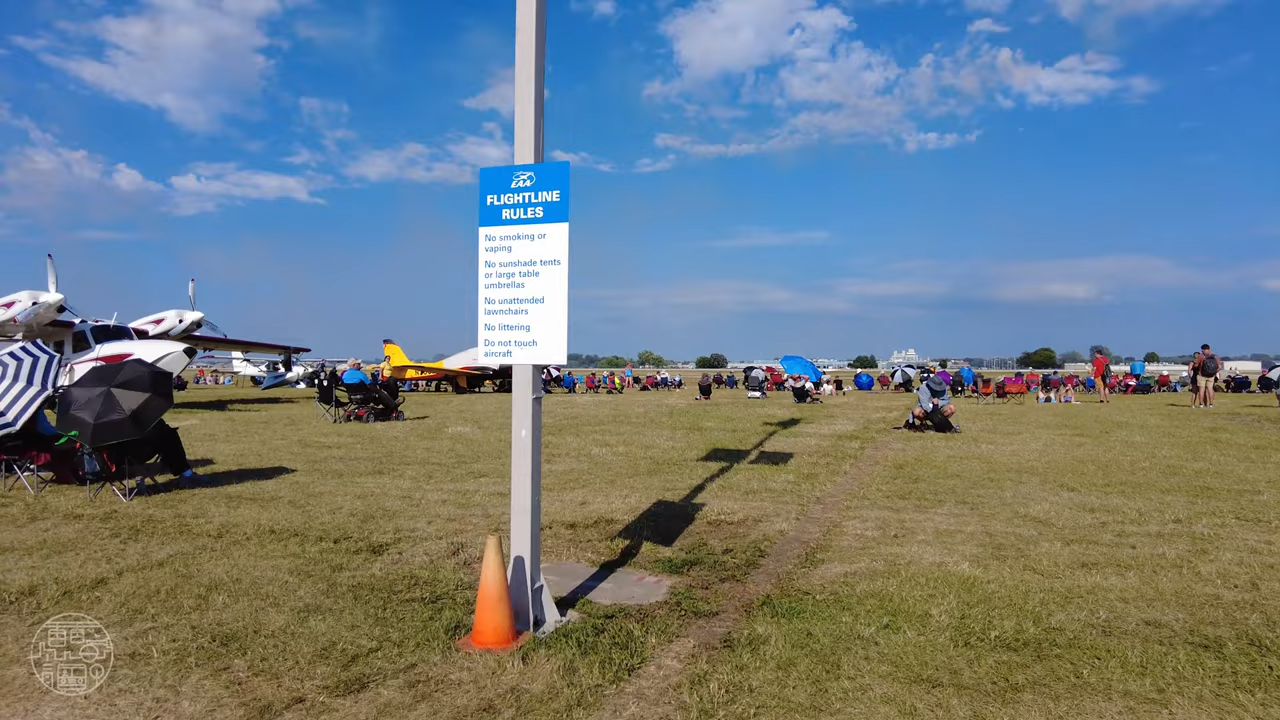 EAA
FLIGHTLINE
RULES
No smoking or
vaping
No sunshade tents
or large table
umbrellas
No unattended
lawnchairs
No littering
Do not touch
aircraft